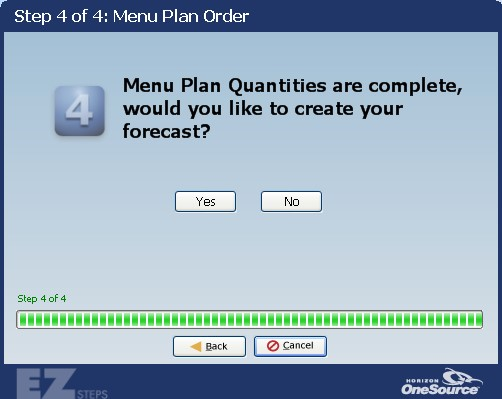 Step 4 of 4: Menu Plan Order
4
Menu Plan Quantities are complete,
would you like to create your
forecast?
Yes No
Step 4 of 4
Back Cancel
EZ STEPS
HORIZON
OneSource